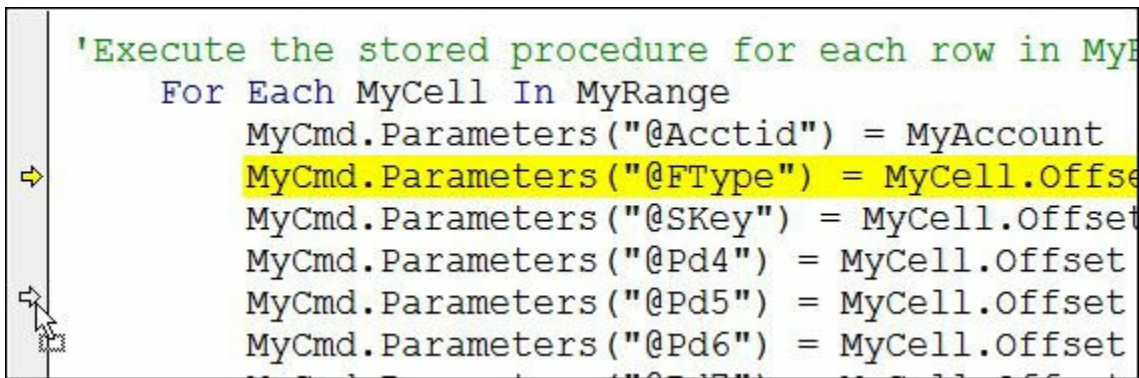 'Execute the stored procedure for each row in
For Each MyCell In MyRange
MyCmd.Parameters("@Acctid") = MyAccount
MyCmd.Parameters("@FType") = MyCell.Offse
MyCmd.Parameters("@SKey") = MyCell.Offset
MyCmd.Parameters("@Pd4") = MyCell.Offset
MyCmd.Parameters("@Pd5") = MyCell.Offset
MyCmd.Parameters("@Pd6") = MyCell.Offset